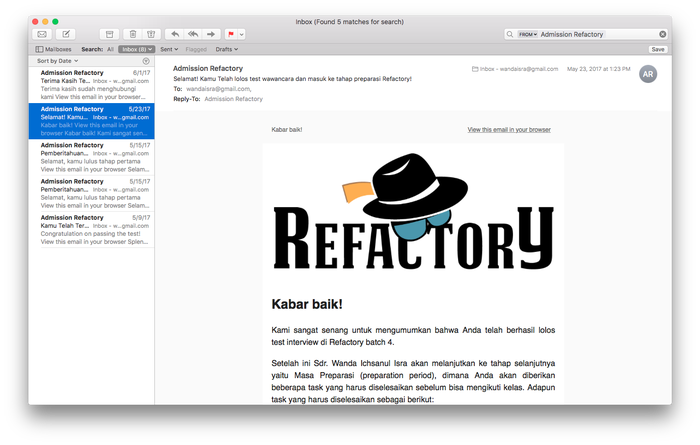 Inbox (Found 5 matches for search)
FROM Admission Refactory
Mailboxes Search: All Inbox (8) Sent Flagged Drafts Save
Sort by Date
Admission Refactory 6/1/17
Terima Kasih Te... Inbox - w...gmail.com
Terima kasih sudah menghubungi
kami View this email in your browser...
Admission Refactory 5/23/17
Selamat! Kamu... Inbox - w...gmail.com
Kabar baik! View this email in your
browser Kabar baik! Kami sangat sen...
Admission Refactory 5/15/17
Pemberitahuan... Inbox - w...gmail.com
Selamat, kamu lulus tahap pertama
View this email in your browser Selam...
Admission Refactory 5/15/17
Pemberitahuan... Inbox - w...gmail.com
Selamat, kamu lulus tahap pertama
View this email in your browser Selam...
Admission Refactory 5/9/17
Kamu Telah Ter... Inbox - w...gmail.com
Congratulation on passing the test!
View this email in your browser Splen...
Admission Refactory
Inbox - wandaisra@gmail.com May 23, 2017 at 1:23 PM
AR
Selamat! Kamu Telah lolos test wawancara dan masuk ke tahap preparasi Refactory!
To: wandaisra@gmail.com,
Reply-To: Admission Refactory
Kabar baik! View this email in your browser
REFACTORY
Kabar baik!
Kami sangat senang untuk mengumumkan bahwa Anda telah berhasil lolos
test interview di Refactory batch 4.
Setelah ini Sdr. Wanda Ichsanul Isra akan melanjutkan ke tahap selanjutnya
yaitu Masa Preparasi (preparation period), dimana Anda akan diberikan
beberapa task yang harus diselesaikan sebelum bisa mengikuti kelas. Adapun
task yang harus diselesaikan sebagai berikut: